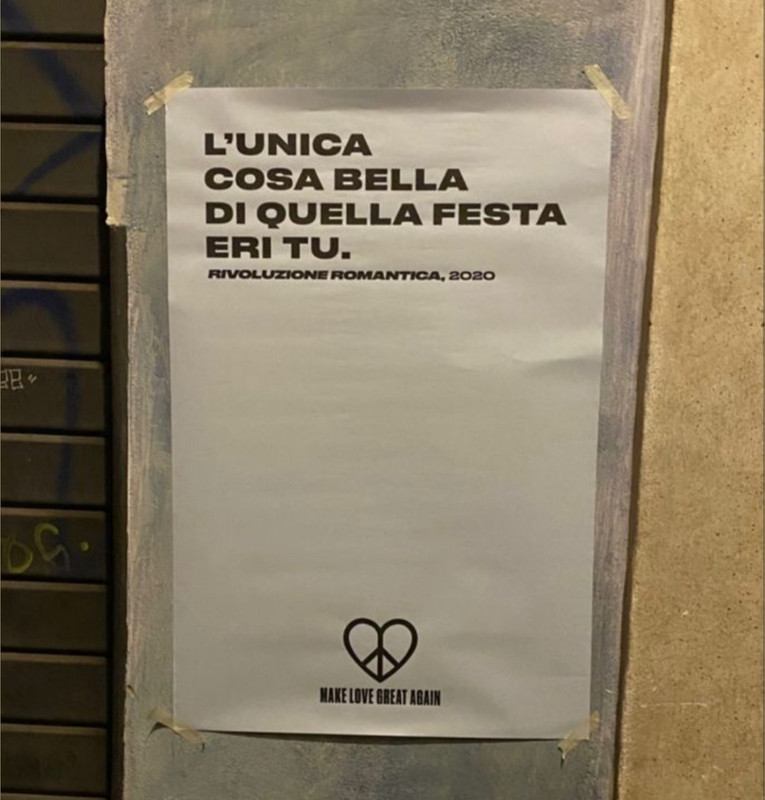 L'UNICA
COSA BELLA
DI QUELLA FESTA
ERI TU.
RIVOLUZIONE ROMANTICA, 2020
MAKE LOVE GREAT AGAIN